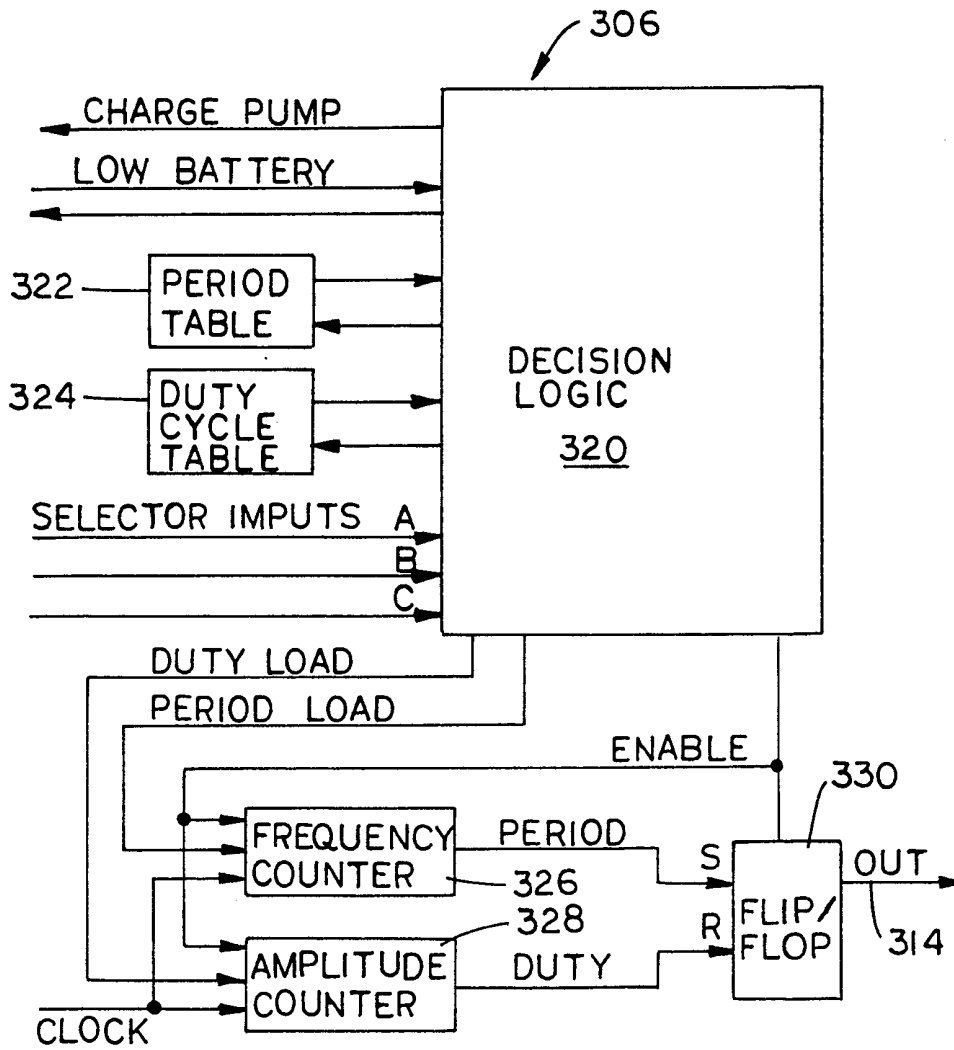 306
CHARGE PUMP
LOW BATTERY
322
PERIOD
TABLE
324
DUTY
CYCLE
TABLE
DECISION
LOGIC
320
SELECTOR IMPUTS A
B
C
DUTY LOAD
PERIOD LOAD
ENABLE
330
FREQUENCY
COUNTER
326
PERIOD
S
R
FLIP/
FLOP
OUT
314
328
AMPLITUDE
COUNTER
DUTY
CLOCK